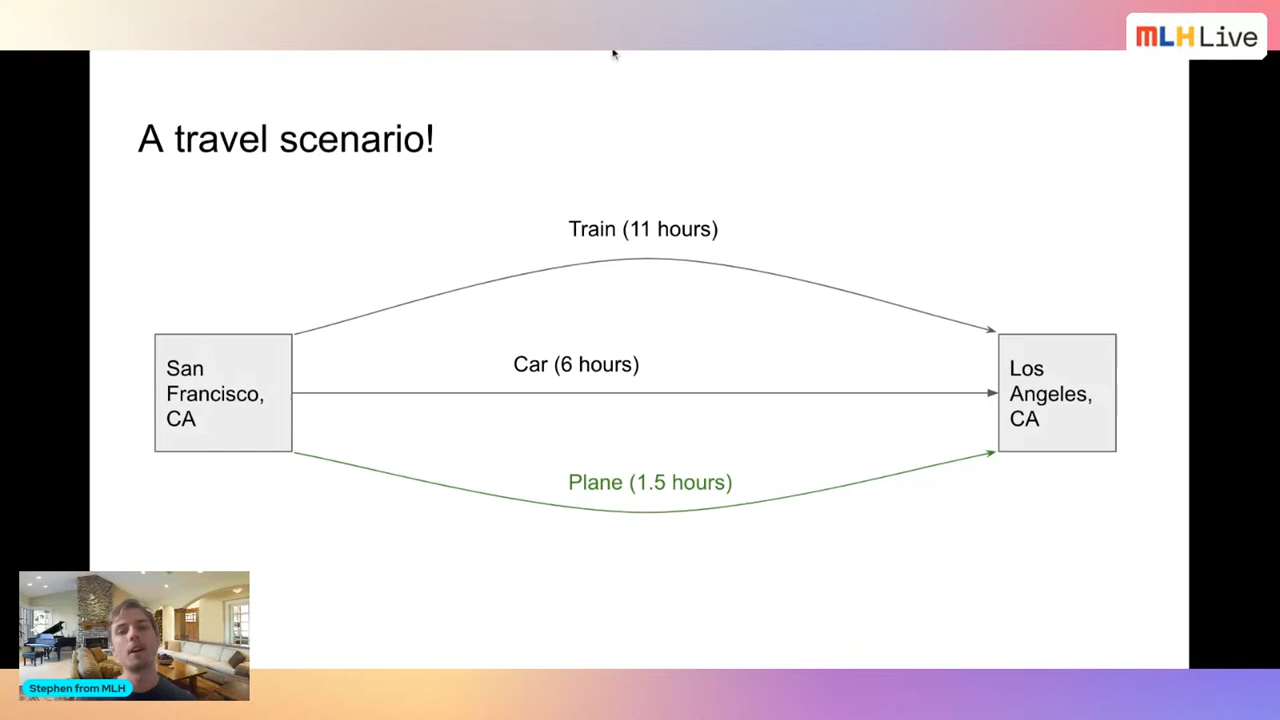 MLH Live
A travel scenario!
Train (11 hours)
San
Francisco,
CA
Car (6 hours)
Los
Angeles,
CA
Plane (1.5 hours)
Stephen from MLH